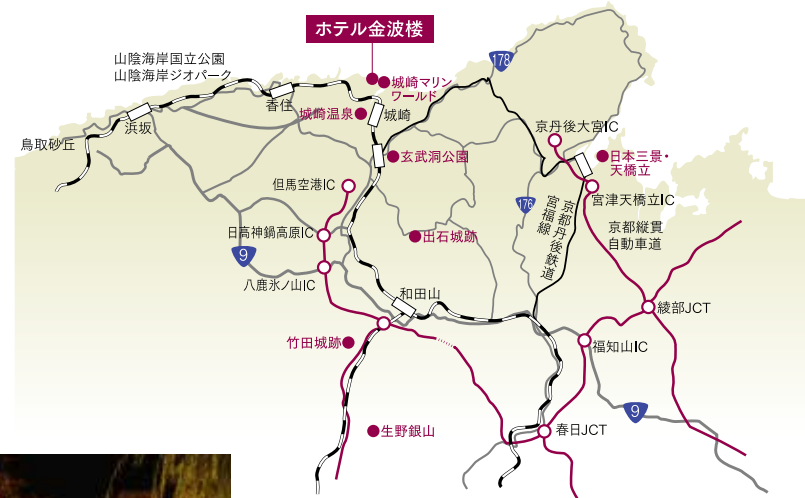 ホテル金波楼
178
山陰海岸国立公園
山陰海岸ジオパーク
城崎マリン
ワールド
香住
城崎温泉
城崎
浜坂
鳥取砂丘
京丹後大宮IC
玄武洞公園
日本三景・
天橋立
但馬空港IC
宮津天橋立IC
176
京都丹後鉄道
宮福線
京都縦貫
自動車道
日高神鍋高原IC
出石城跡
9
八鹿氷ノ山IC
和田山
綾部JCT
竹田城跡
福知山IC
9
生野銀山
春日JCT